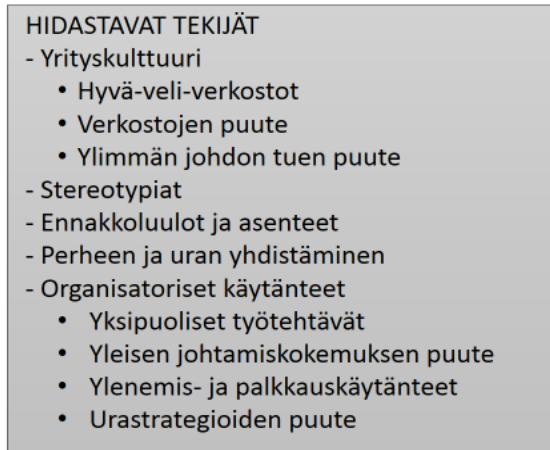 HIDASTAVAT TEKIJÄT
- Yrityskulttuuri
• Hyvä-veli-verkostot
• Verkostojen puute
• Ylimmän johdon tuen puute
- Stereotypiat
- Ennakkoluulot ja asenteet
- Perheen ja uran yhdistäminen
- Organisatoriset käytänteet
• Yksipuoliset työtehtävät
• Yleisen johtamiskokemuksen puute
• Ylenemis- ja palkkauskäytänteet
• Urastrategioiden puute